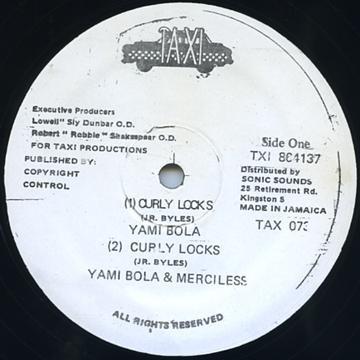 TAXI
Executive Producers
Lowell" Sly Dunbar O.D.
Robert " Robbie " Shakespear O.D.
FOR TAXI PRODUCTIONS
PUBLISHED BY:
COPYRIGHT
CONTROL
Side One
TXI 884137
Distributed by
SONIC SOUNDS
25 Retirement Rd.
Kingston 5
MADE IN JAMAICA
TAX 073
(1) CURLY LOCKS
(JR. BYLES)
YAMI BOLA
(2) CURLY LOCKS
(JR. BYLES)
YAMI BOLA & MERCILESS
ALL RIGHTS RESERVED